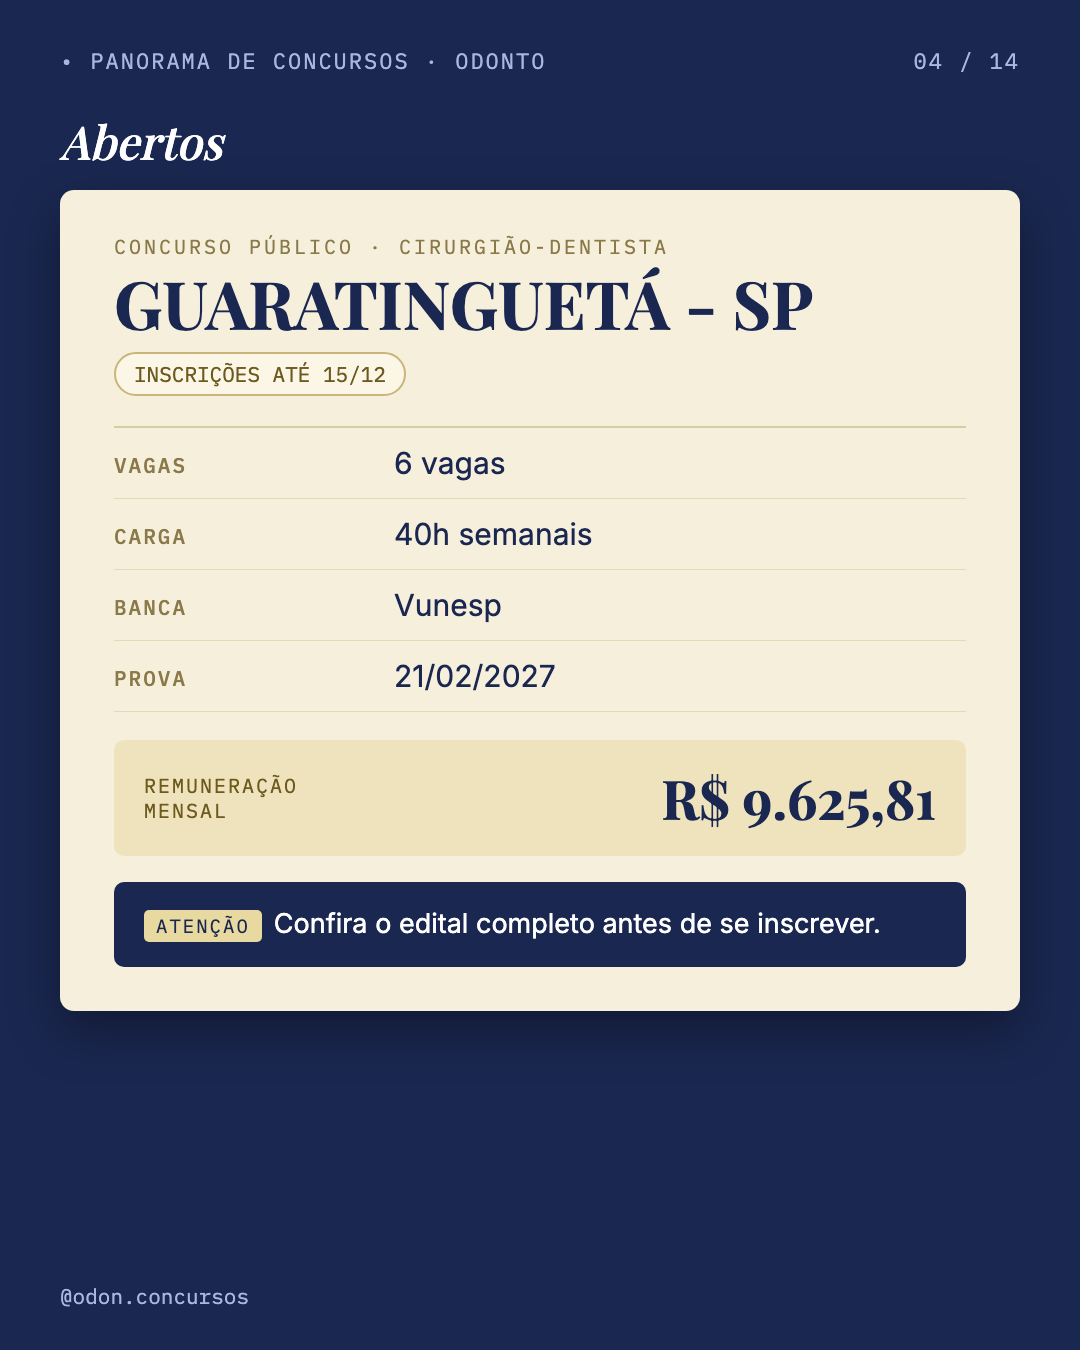 • PANORAMA DE CONCURSOS · ODONTO
04 / 14
Abertos
CONCURSO PÚBLICO · CIRURGIÃO-DENTISTA
GUARATINGUETÁ - SP
INSCRIÇÕES ATÉ 15/12
VAGAS 6 vagas
CARGA 40h semanais
BANCA Vunesp
PROVA 21/02/2027
REMUNERAÇÃO
MENSAL
R$ 9.625,81
ATENÇÃO Confira o edital completo antes de se inscrever.
@odon.concursos